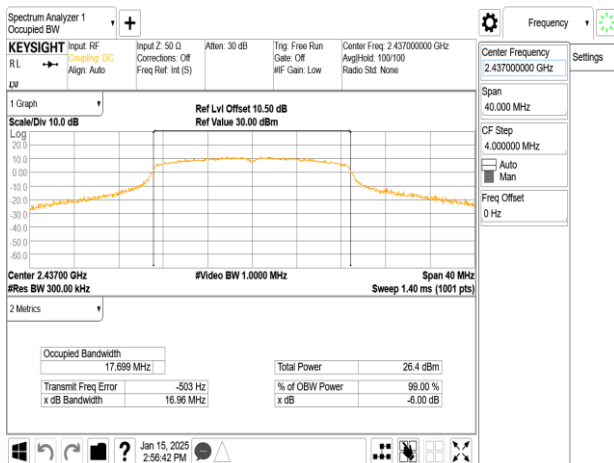 Spectrum Analyzer 1
Occupied BW
+
Frequency
KEYSIGHT
RL
LXI
Input: RF
Coupling: DC
Align: Auto
Input Z: 50 Ω
Corrections: Off
Freq Ref: Int (S)
Atten: 30 dB
Trig: Free Run
Gate: Off
#IF Gain: Low
Center Freq: 2.437000000 GHz
Avg|Hold: 100/100
Radio Std: None
Center Frequency
2.437000000 GHz
Settings
Span
40.000 MHz
CF Step
4.000000 MHz
Auto
Man
Freq Offset
0 Hz
1 Graph
Scale/Div 10.0 dB
Ref Lvl Offset 10.50 dB
Ref Value 30.00 dBm
Log
20.0
10.0
0.00
-10.0
-20.0
-30.0
-40.0
-50.0
-60.0
Center 2.43700 GHz
#Res BW 300.00 kHz
#Video BW 1.0000 MHz
Span 40 MHz
Sweep 1.40 ms (1001 pts)
2 Metrics
Occupied Bandwidth
17.699 MHz
Total Power 26.4 dBm
Transmit Freq Error -503 Hz
% of OBW Power 99.00 %
x dB Bandwidth 16.96 MHz
x dB -6.00 dB
?
Jan 15, 2025
2:56:42 PM